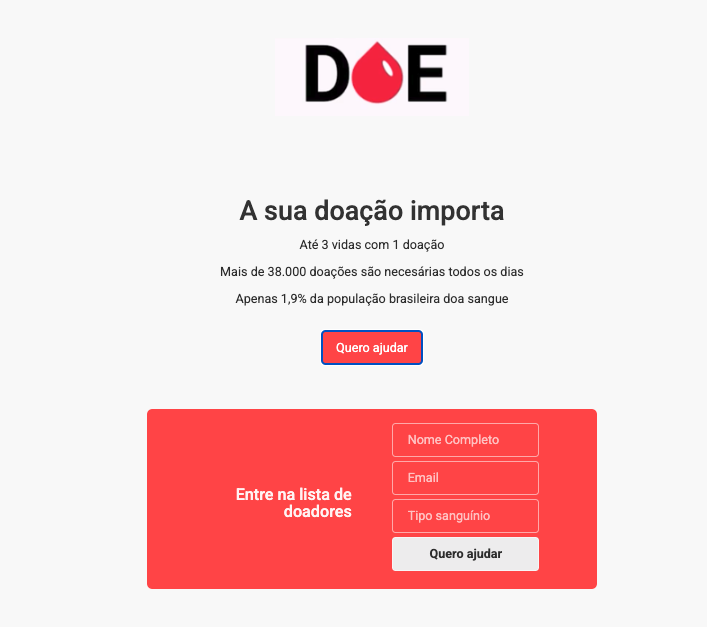 DOE
A sua doação importa
Até 3 vidas com 1 doação
Mais de 38.000 doações são necesárias todos os dias
Apenas 1,9% da população brasileira doa sangue
Quero ajudar
Entre na lista de
doadores
Nome Completo
Email
Tipo sanguínio
Quero ajudar